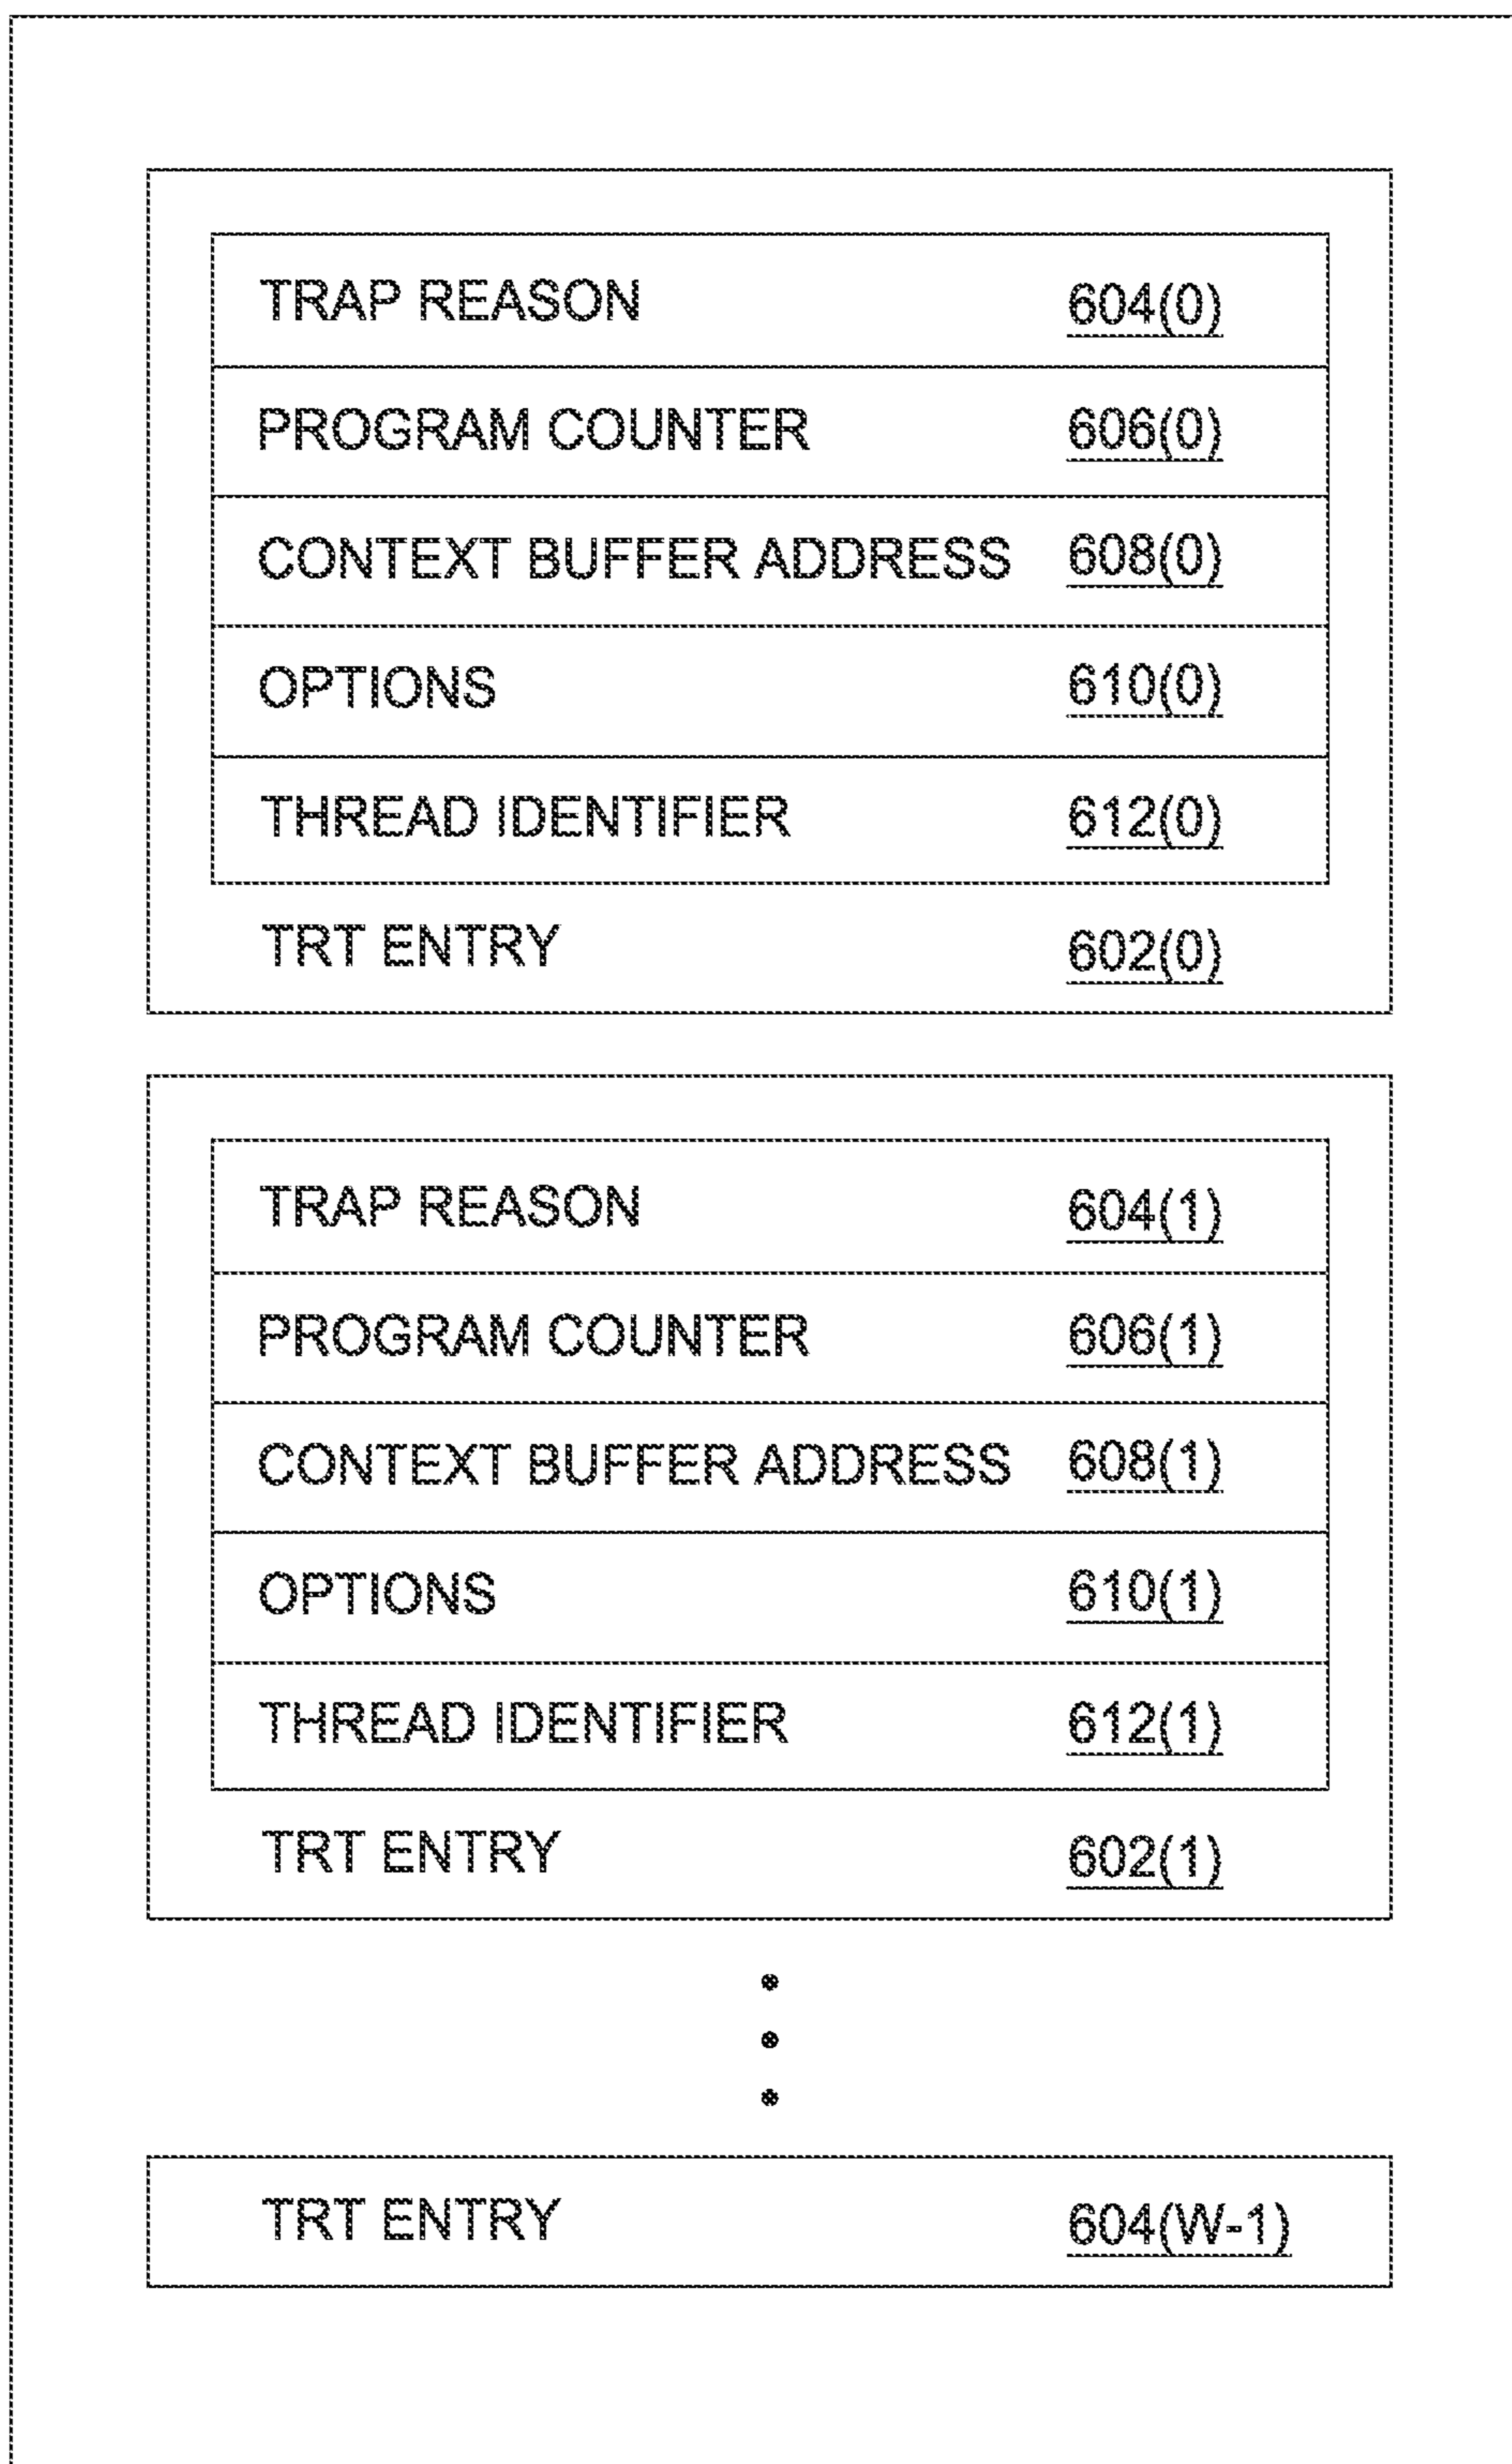 TRAP REASON 604(0)
PROGRAM COUNTER 606(0)
CONTEXT BUFFER ADDRESS 608(0)
OPTIONS 610(0)
THREAD IDENTIFIER 612(0)
TRT ENTRY 602(0)
TRAP REASON 604(1)
PROGRAM COUNTER 606(1)
CONTEXT BUFFER ADDRESS 608(1)
OPTIONS 610(1)
THREAD IDENTIFIER 612(1)
TRT ENTRY 602(1)
TRT ENTRY 604(W-1)